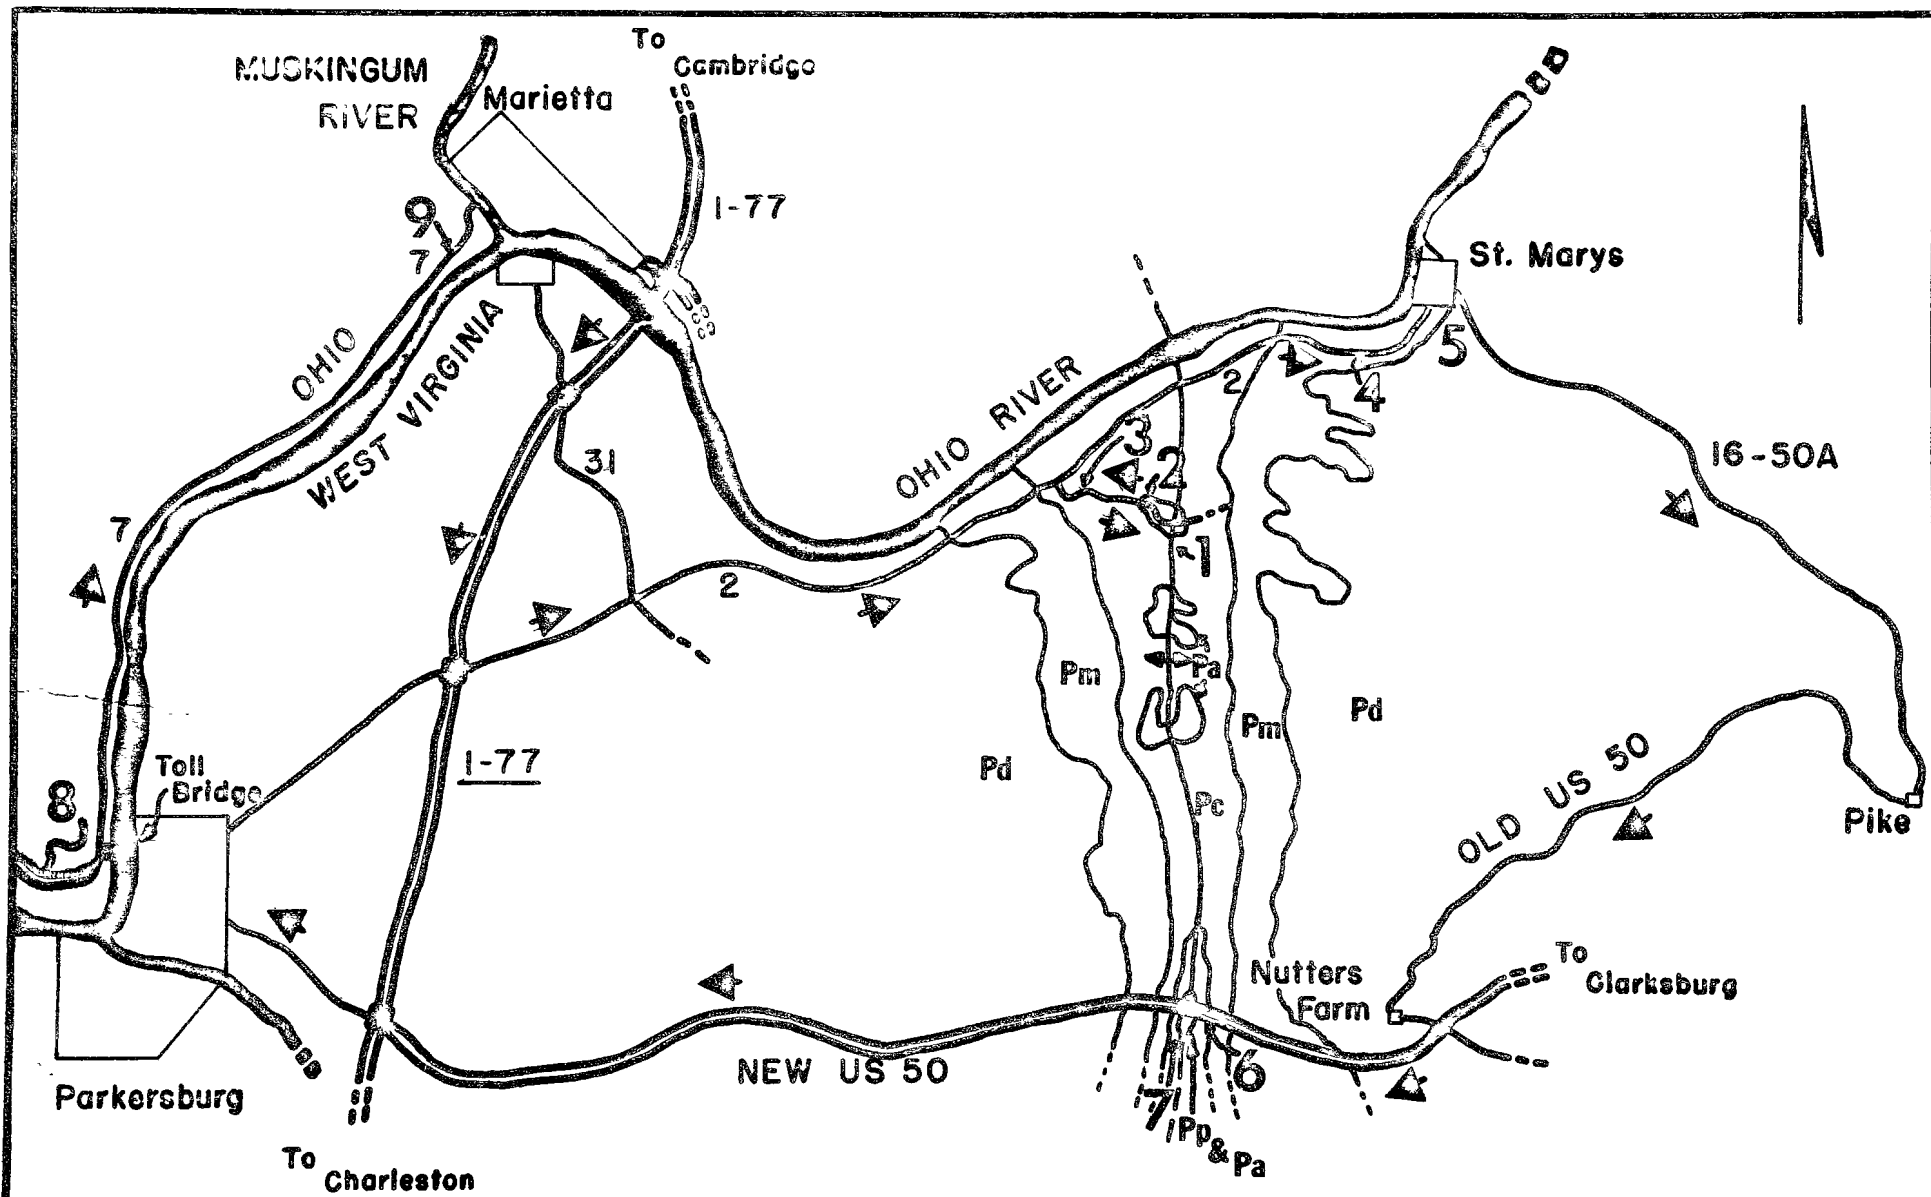 To
Cambridge
MUSKINGUM
RIVER
Marietta
I-77
9
7
St. Marys
OHIO
WEST VIRGINIA
OHIO RIVER
2
5
4
3
2
31
16-50A
7
1
2
Pm
Pa
Pm
Pd
Pd
I-77
Toll
Bridge
8
Pc
OLD US 50
Pike
Nutters
Farm
To
Clarksburg
NEW US 50
6
7
Pp
&
Pa
Parkersburg
To
Charleston